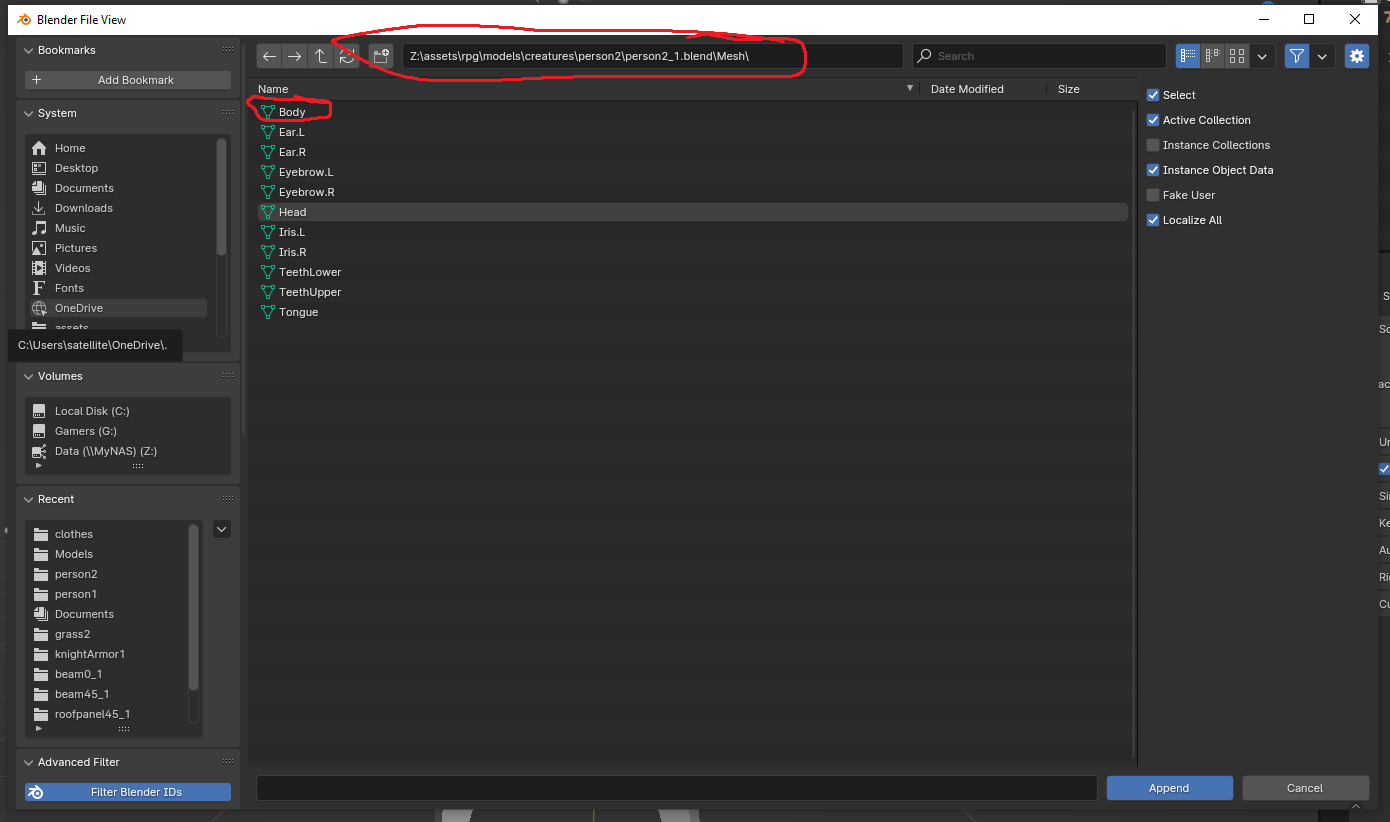 Blender File View
Bookmarks
Add Bookmark
System
Home
Desktop
Documents
Downloads
Music
Pictures
Videos
Fonts
OneDrive
assets
C:\Users\satellite\OneDrive\.
Volumes
Local Disk (C:)
Gamers (G:)
Data (\\MyNAS) (Z:)
Recent
clothes
Models
person2
person1
Documents
grass2
knightArmor1
beam0_1
beam45_1
roofpanel45_1
Advanced Filter
Filter Blender IDs
Z:\assets\rpg\models\creatures\person2\person2_1.blend\Mesh\
Search
Name Date Modified Size
Body
Ear.L
Ear.R
Eyebrow.L
Eyebrow.R
Head
Iris.L
Iris.R
TeethLower
TeethUpper
Tongue
Select
Active Collection
Instance Collections
Instance Object Data
Fake User
Localize All
Append Cancel